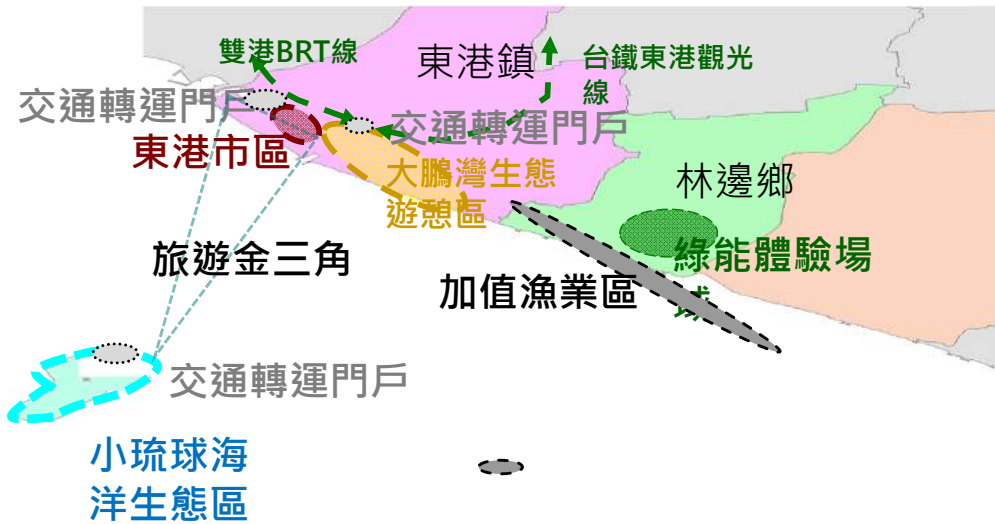 雙港BRT線
東港鎮
台鐵東港觀光
線
交通轉運門戶
交通轉運門戶
東港市區
大鵬灣生態
遊憩區
林邊鄉
綠能體驗場
域
旅遊金三角
加值漁業區
交通轉運門戶
小琉球海
洋生態區